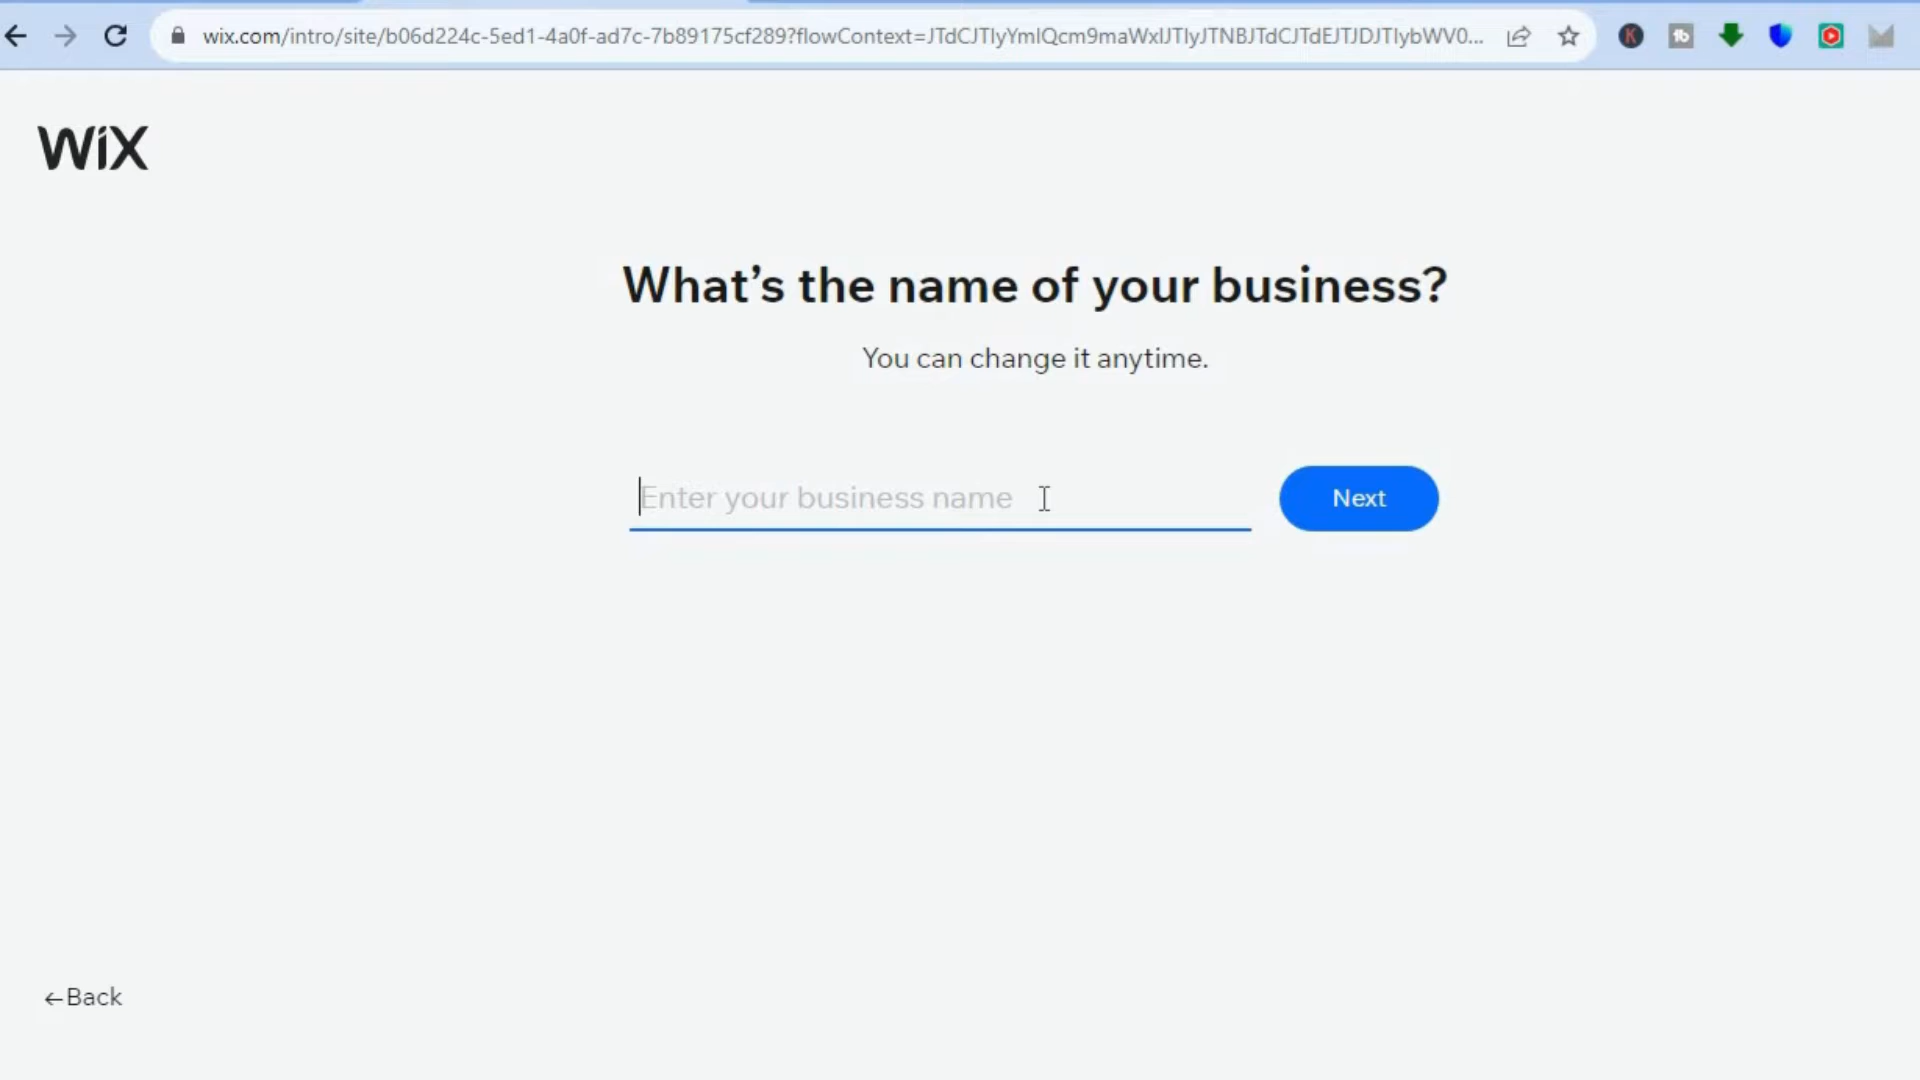 wix.com/intro/site/b06d224c-5ed1-4a0f-ad7c-7b89175cf289?flowContext=JTdCJTIyYmlQcm9maWxlJTIyJTNBJTdCJTdEJTJDJTIybWV0...
WiX
What's the name of your business?
You can change it anytime.
Enter your business name
Next
←Back